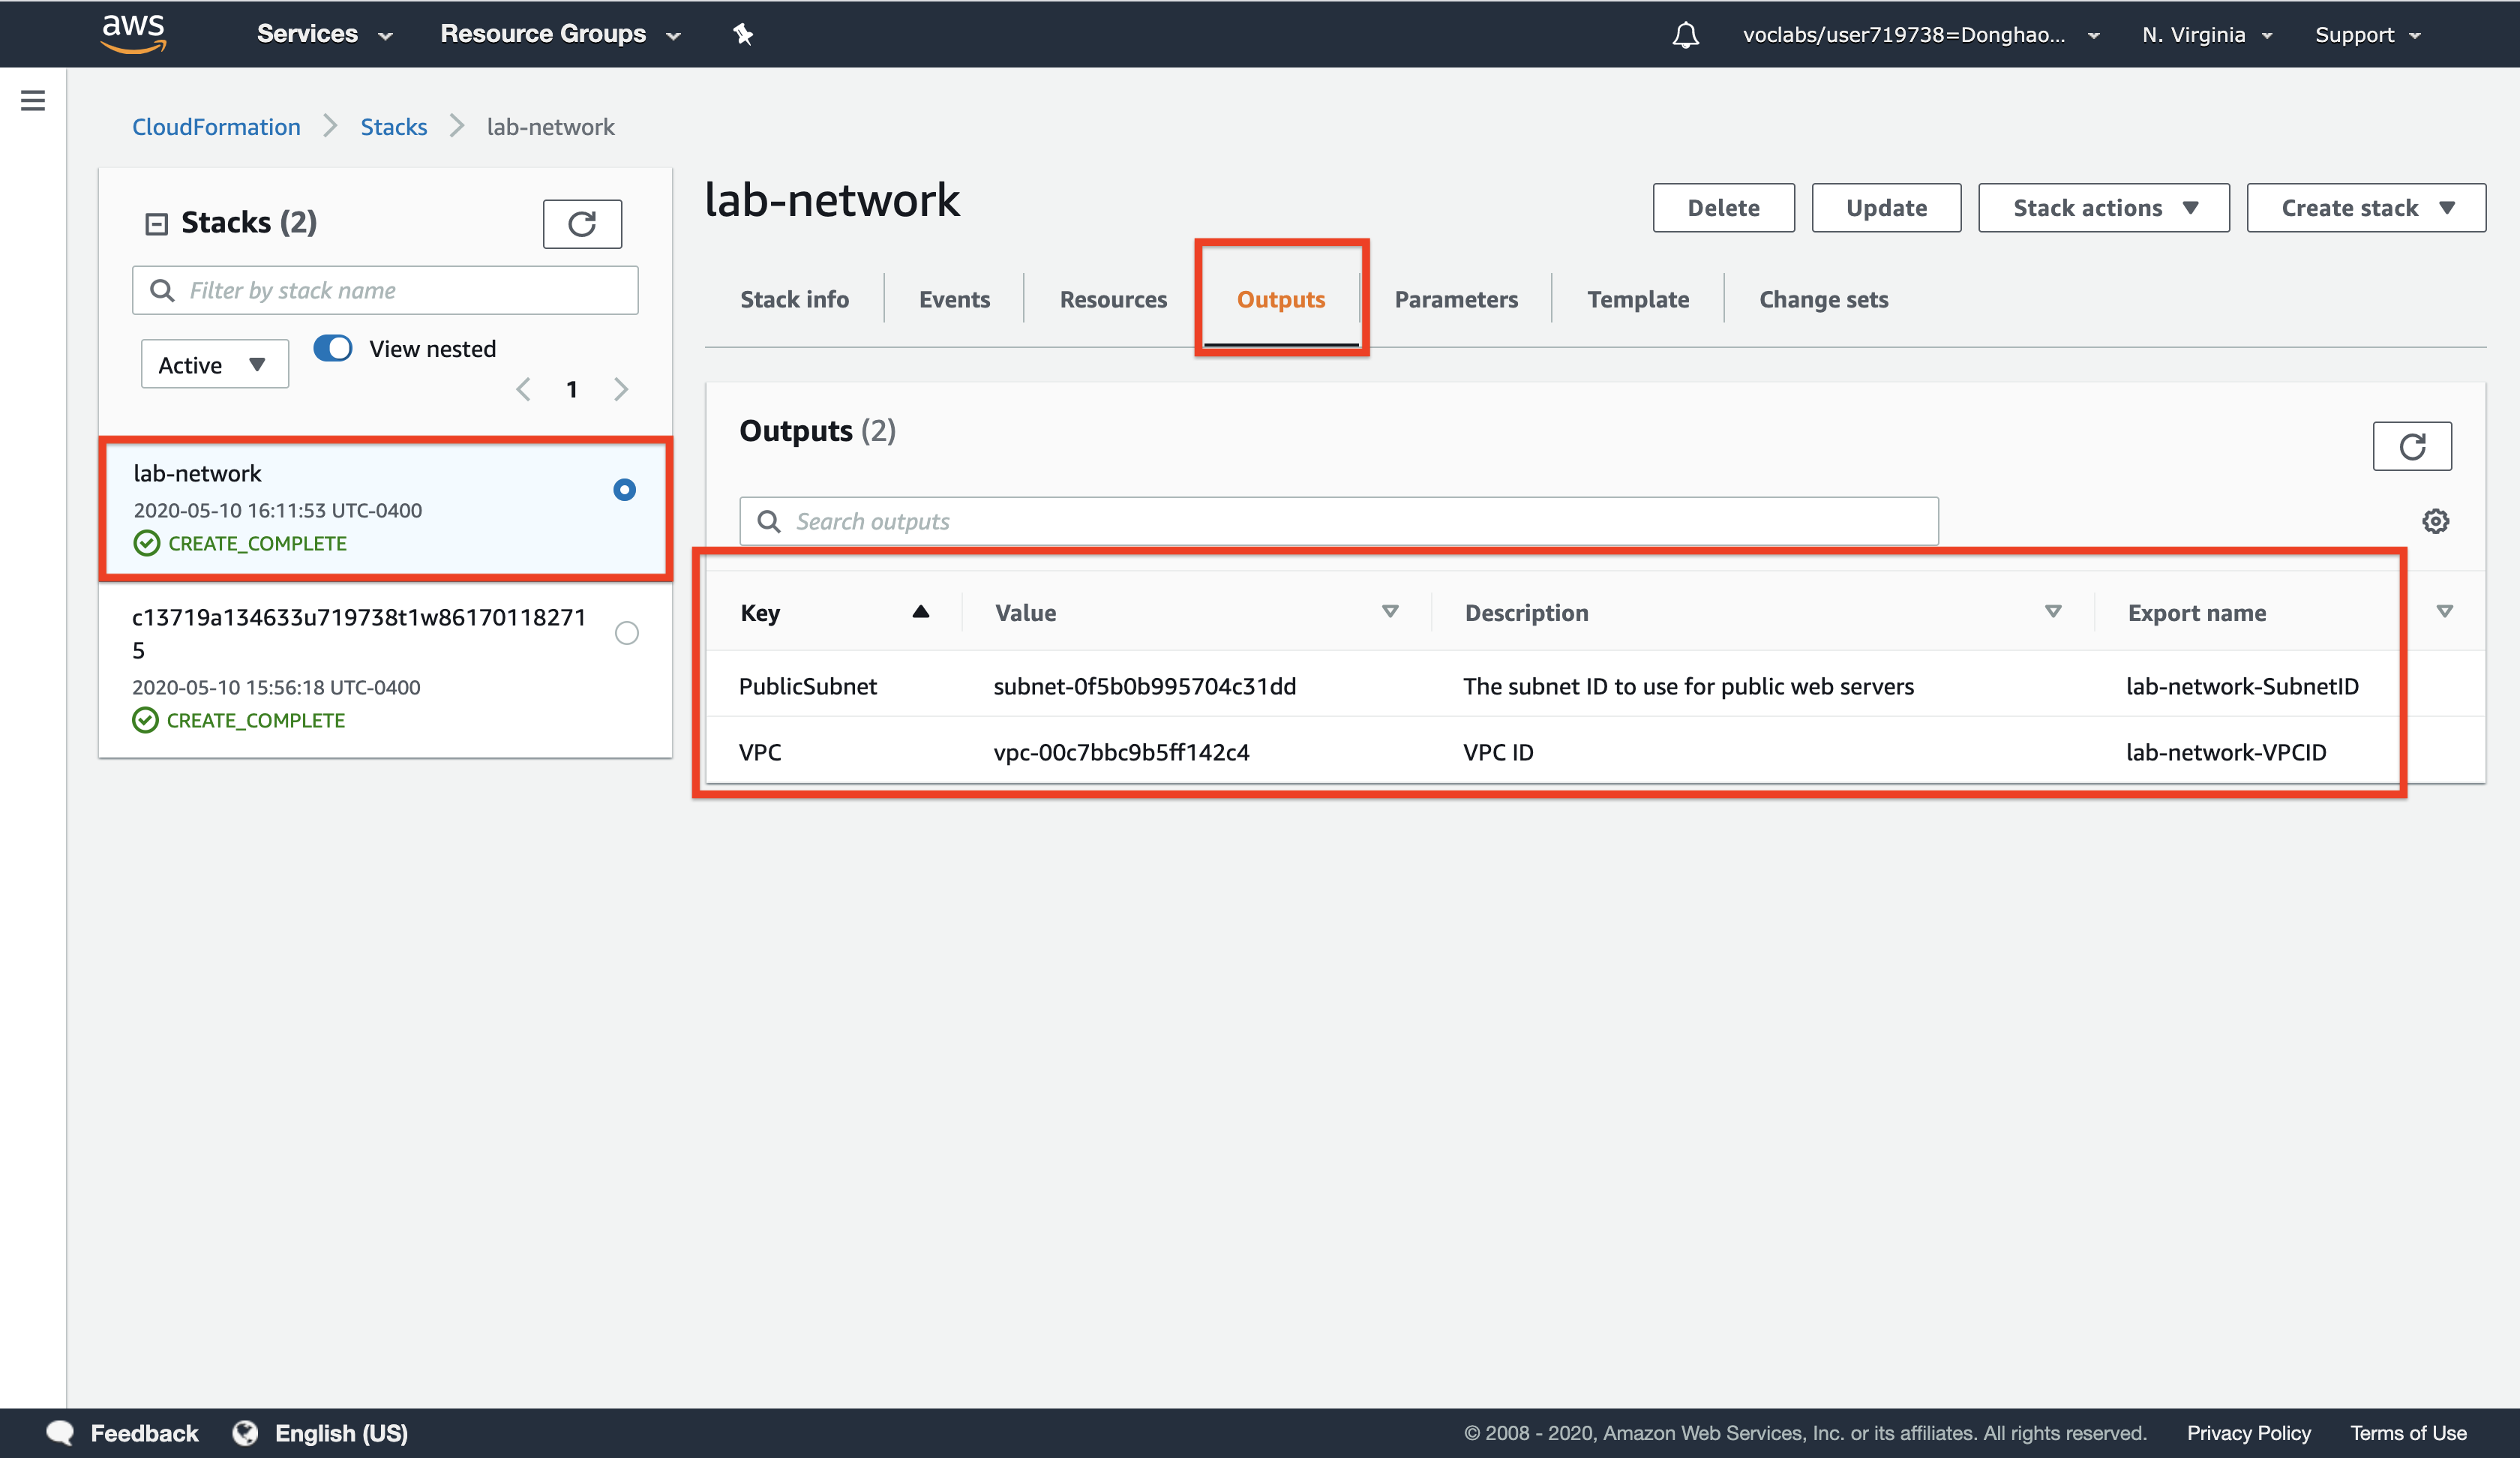 aws Services Resource Groups voclabs/user719738=Donghao... N. Virginia Support
CloudFormation Stacks lab-network
Stacks (2)
Filter by stack name
Active View nested
1
lab-network
2020-05-10 16:11:53 UTC-0400
CREATE_COMPLETE
c13719a134633u719738t1w86170118271
5
2020-05-10 15:56:18 UTC-0400
CREATE_COMPLETE
lab-network
Delete Update Stack actions Create stack
Stack info Events Resources Outputs Parameters Template Change sets
Outputs (2)
Search outputs
Key Value Description Export name
PublicSubnet subnet-0f5b0b995704c31dd The subnet ID to use for public web servers lab-network-SubnetID
VPC vpc-00c7bbc9b5ff142c4 VPC ID lab-network-VPCID
Feedback English (US) © 2008 - 2020, Amazon Web Services, Inc. or its affiliates. All rights reserved. Privacy Policy Terms of Use